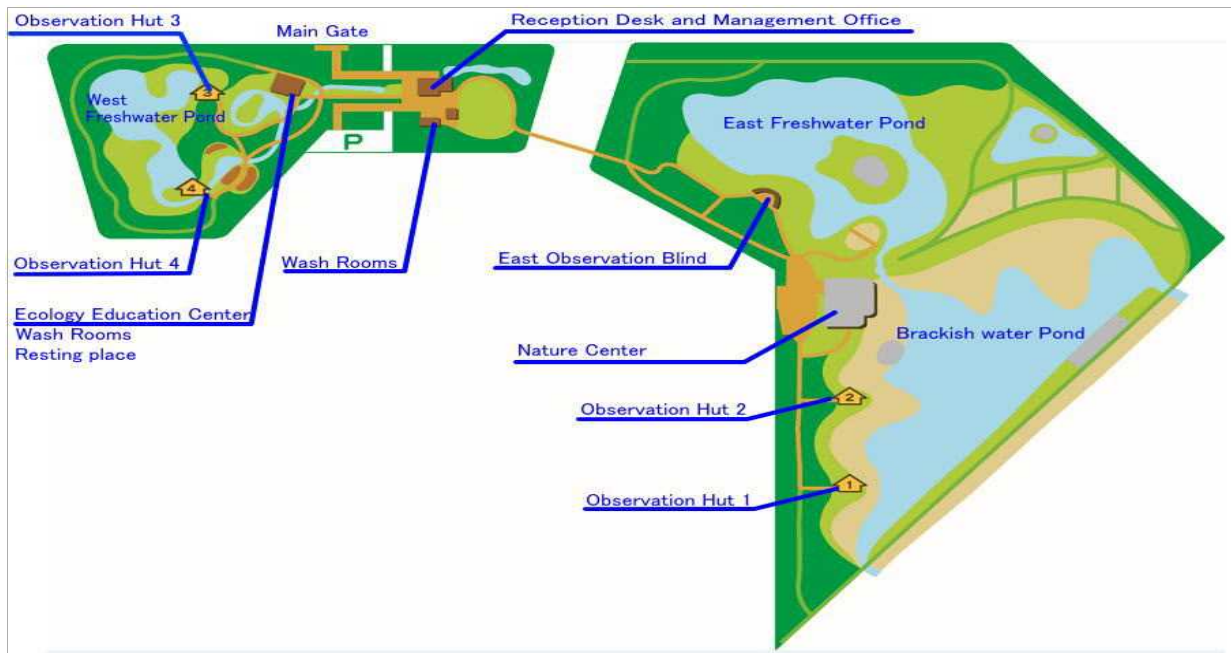 Observation Hut 3
Main Gate
Reception Desk and Management Office
3
West
Freshwater Pond
East Freshwater Pond
P
4
Observation Hut 4
Wash Rooms
East Observation Blind
Ecology Education Center
Wash Rooms
Resting place
Nature Center
Brackish water Pond
2
Observation Hut 2
1
Observation Hut 1